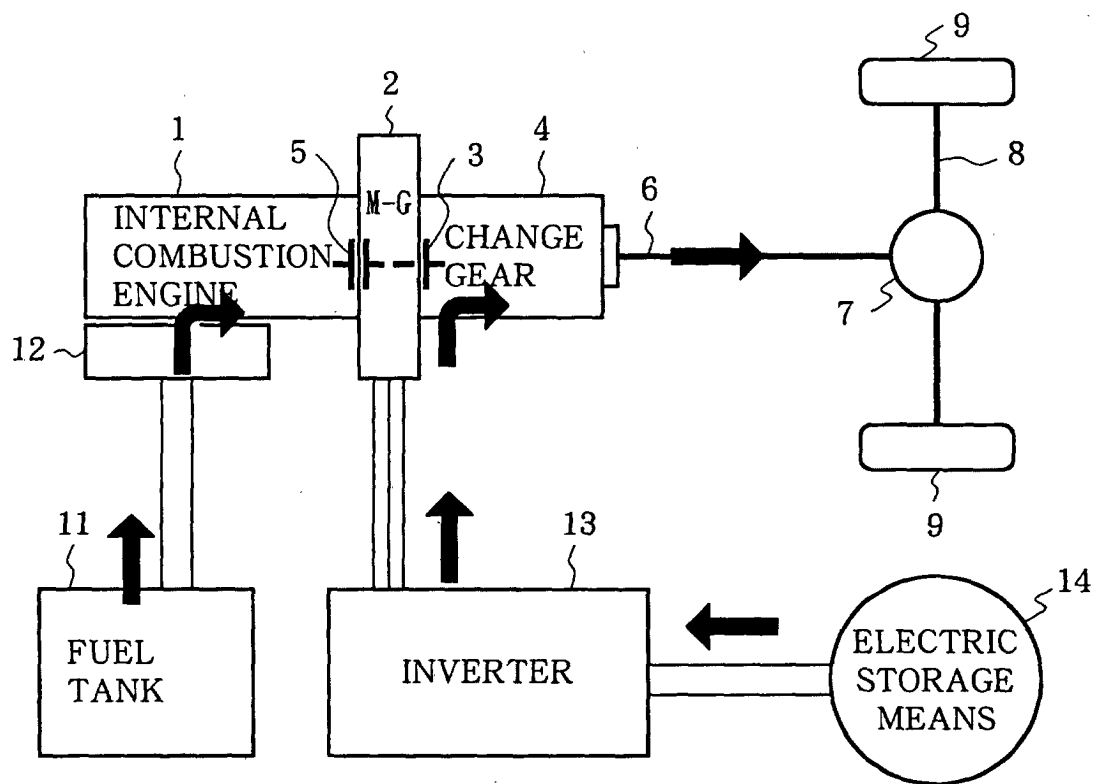 9
2
1
5
3
4
8
M-G
6
INTERNAL
COMBUSTION
ENGINE
CHANGE
GEAR
7
12
9
11
13
14
FUEL
TANK
INVERTER
ELECTRIC
STORAGE
MEANS